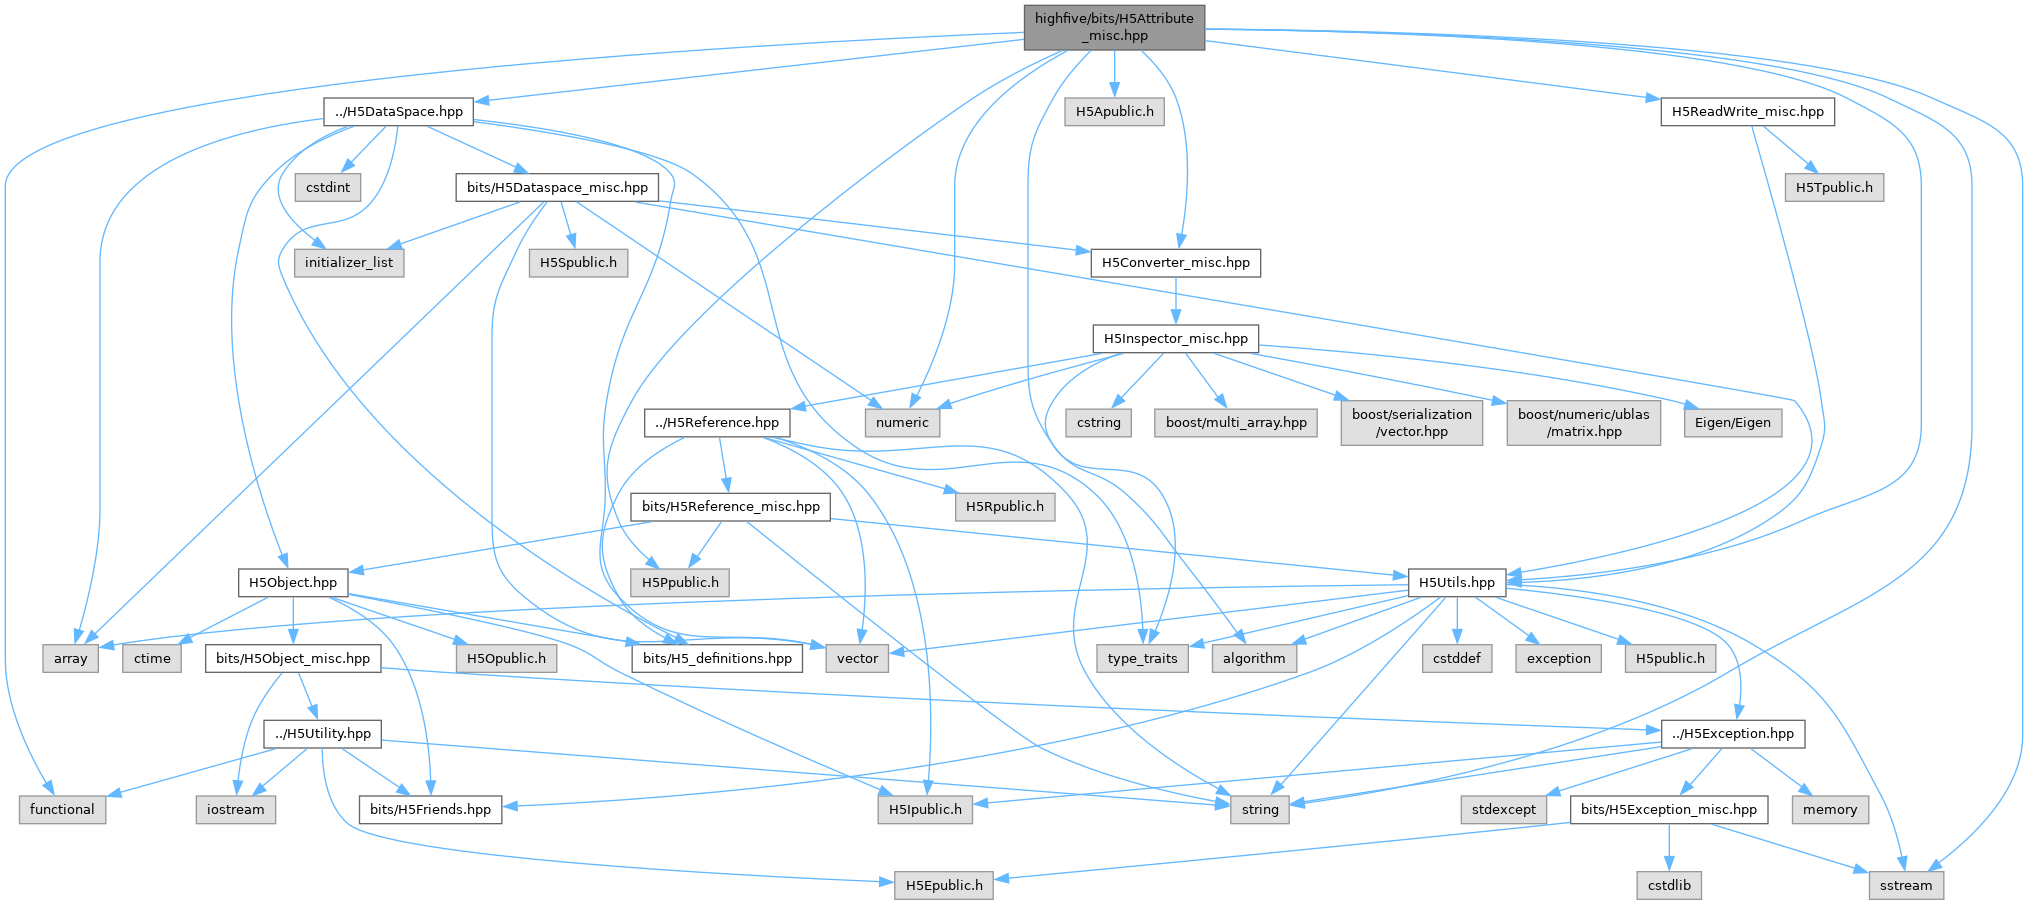 highfive/bits/H5Attribute
_misc.hpp
../H5DataSpace.hpp
H5Apublic.h
H5ReadWrite_misc.hpp
cstdint
bits/H5Dataspace_misc.hpp
H5Tpublic.h
initializer_list
H5Spublic.h
H5Converter_misc.hpp
H5Inspector_misc.hpp
../H5Reference.hpp
numeric
cstring
boost/multi_array.hpp
boost/serialization
/vector.hpp
boost/numeric/ublas
/matrix.hpp
Eigen/Eigen
bits/H5Reference_misc.hpp
H5Rpublic.h
H5Object.hpp
H5Ppublic.h
H5Utils.hpp
array
ctime
bits/H5Object_misc.hpp
H5Opublic.h
bits/H5_definitions.hpp
vector
type_traits
algorithm
cstddef
exception
H5public.h
../H5Utility.hpp
../H5Exception.hpp
functional
iostream
bits/H5Friends.hpp
H5Ipublic.h
string
stdexcept
bits/H5Exception_misc.hpp
memory
H5Epublic.h
cstdlib
sstream